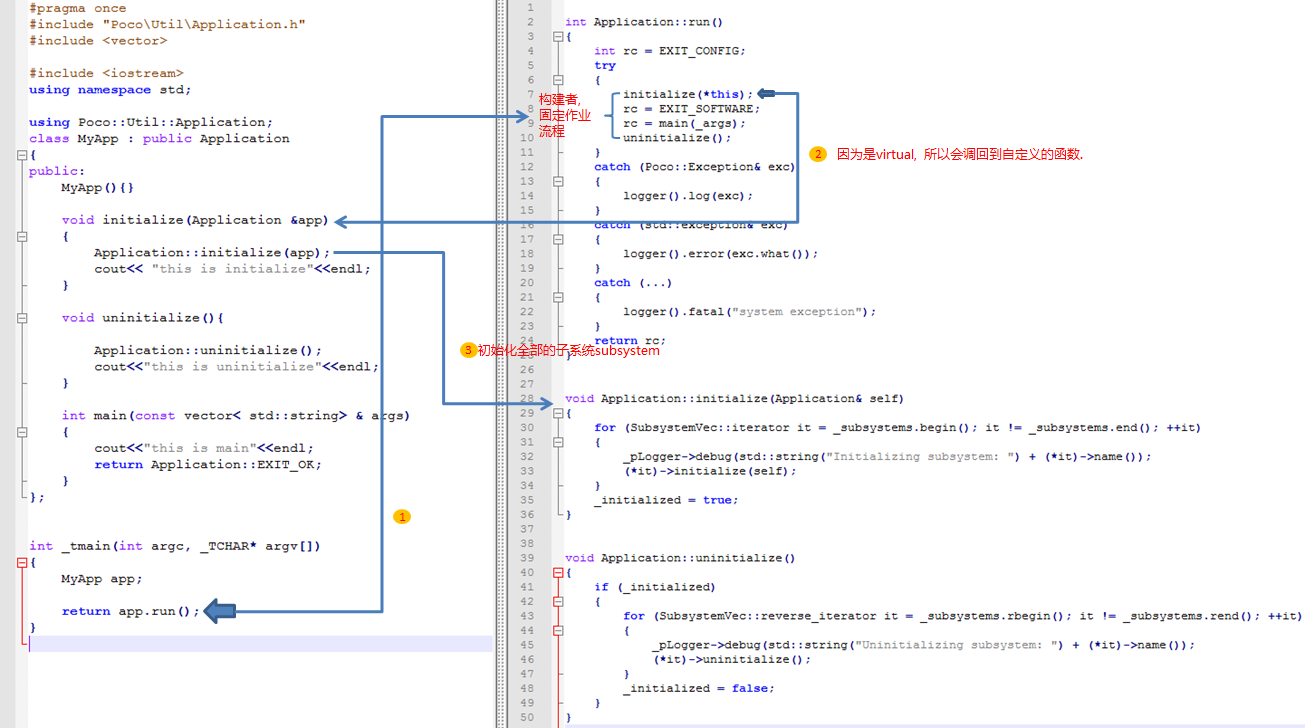 #pragma once
#include "Poco\Util\Application.h"
#include <vector>
#include <iostream>
using namespace std;
using Poco::Util::Application;
class MyApp : public Application
{
public:
MyApp(){}
void initialize(Application &app)
{
Application::initialize(app);
cout<< "this is initialize"<<endl;
}
void uninitialize(){
Application::uninitialize();
cout<<"this is uninitialize"<<endl;
}
int main(const vector< std::string> & args)
{
cout<<"this is main"<<endl;
return Application::EXIT_OK;
}
};
int _tmain(int argc, _TCHAR* argv[])
{
MyApp app;
return app.run();
}
1
1
2 int Application::run()
3 {
4 int rc = EXIT_CONFIG;
5 try
6 {
7 initialize(*this);
8 rc = EXIT_SOFTWARE;
9 rc = main(_args);
10 uninitialize();
11 }
12 catch (Poco::Exception& exc)
13 {
14 logger().log(exc);
15 }
16 catch (std::exception& exc)
17 {
18 logger().error(exc.what());
19 }
20 catch (...)
21 {
22 logger().fatal("system exception");
23 }
24 return rc;
25 }
26
27
28 void Application::initialize(Application& self)
29 {
30 for (SubsystemVec::iterator it = _subsystems.begin(); it != _subsystems.end(); ++it)
31 {
32 _pLogger->debug(std::string("Initializing subsystem: ") + (*it)->name());
33 (*it)->initialize(self);
34 }
35 _initialized = true;
36 }
37
38
39 void Application::uninitialize()
40 {
41 if (_initialized)
42 {
43 for (SubsystemVec::reverse_iterator it = _subsystems.rbegin(); it != _subsystems.rend(); ++it)
44 {
45 _pLogger->debug(std::string("Uninitializing subsystem: ") + (*it)->name());
46 (*it)->uninitialize();
47 }
48 _initialized = false;
49 }
50 }
构建者,
固定作业
流程
2 因为是virtual, 所以会调回到自定义的函数.
3 初始化全部的子系统subsystem